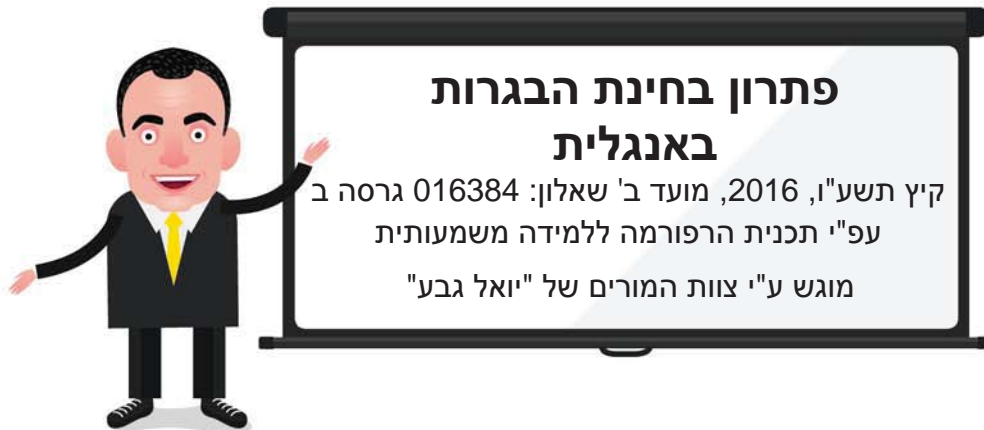 פתרון בחינת הבגרות
באנגלית
קיץ תשע"ו, 2016, מועד ב' שאלון: 016384 גרסה ב
עפ"י תכנית הרפורמה ללמידה משמעותית
מוגש ע"י צוות המורים של "יואל גבע"